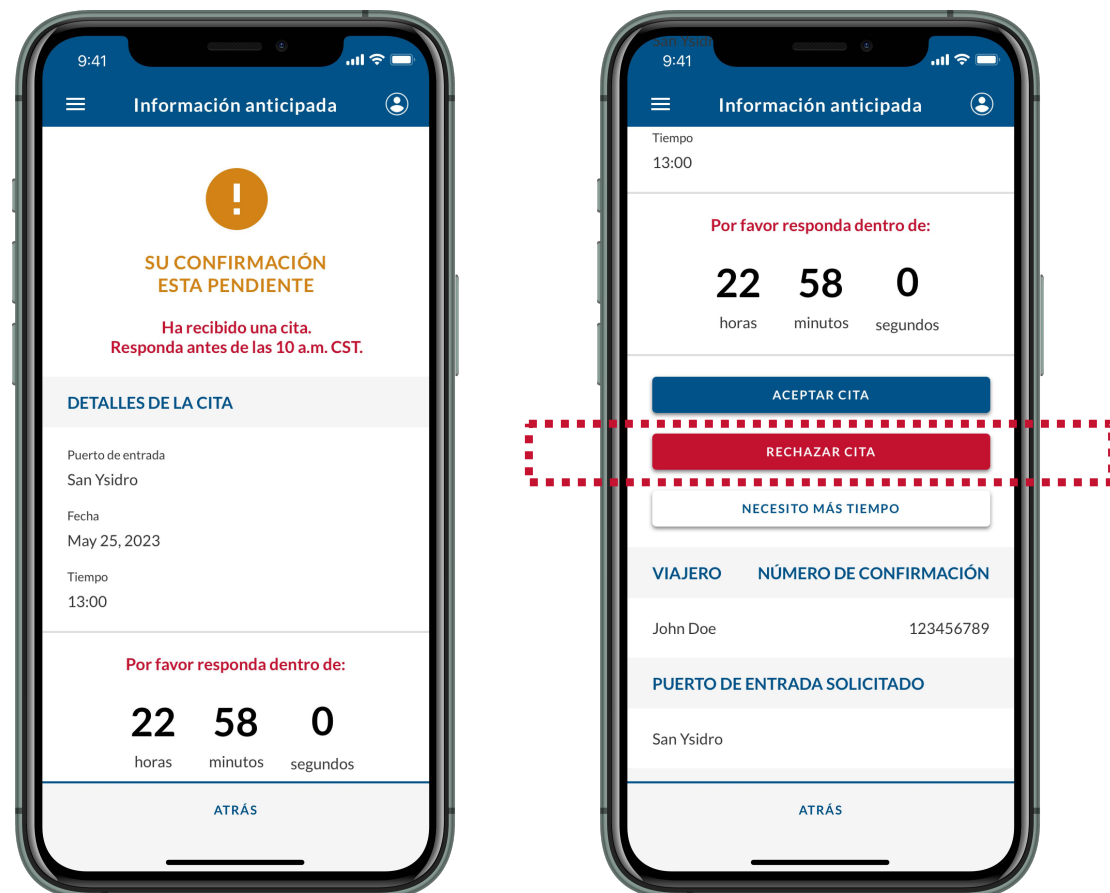 9:41
Información anticipada
SU CONFIRMACIÓN
ESTA PENDIENTE
Ha recibido una cita.
Responda antes de las 10 a.m. CST.
DETALLES DE LA CITA
Puerto de entrada
San Ysidro
Fecha
May 25, 2023
Tiempo
13:00
Por favor responda dentro de:
22 58 0
horas minutos segundos
ATRÁS
San Ysidro
9:41
Información anticipada
Tiempo
13:00
Por favor responda dentro de:
22 58 0
horas minutos segundos
ACEPTAR CITA
RECHAZAR CITA
NECESITO MÁS TIEMPO
VIAJERO NÚMERO DE CONFIRMACIÓN
John Doe 123456789
PUERTO DE ENTRADA SOLICITADO
San Ysidro
ATRÁS